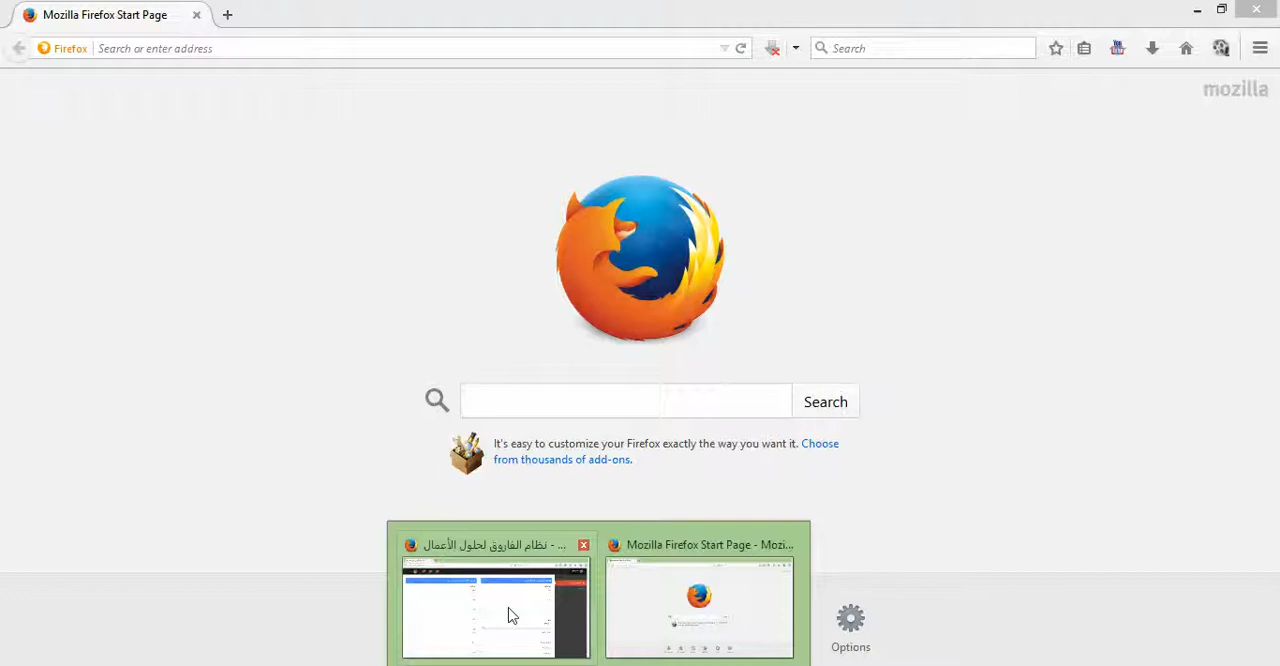 Mozilla Firefox Start Page
Firefox
Search or enter address
Search
mozilla
Search
It's easy to customize your Firefox exactly the way you want it. Choose
from thousands of add-ons.
نظام الفاروق لحلول الأعمال - ...
Mozilla Firefox Start Page - Mozi...
Options